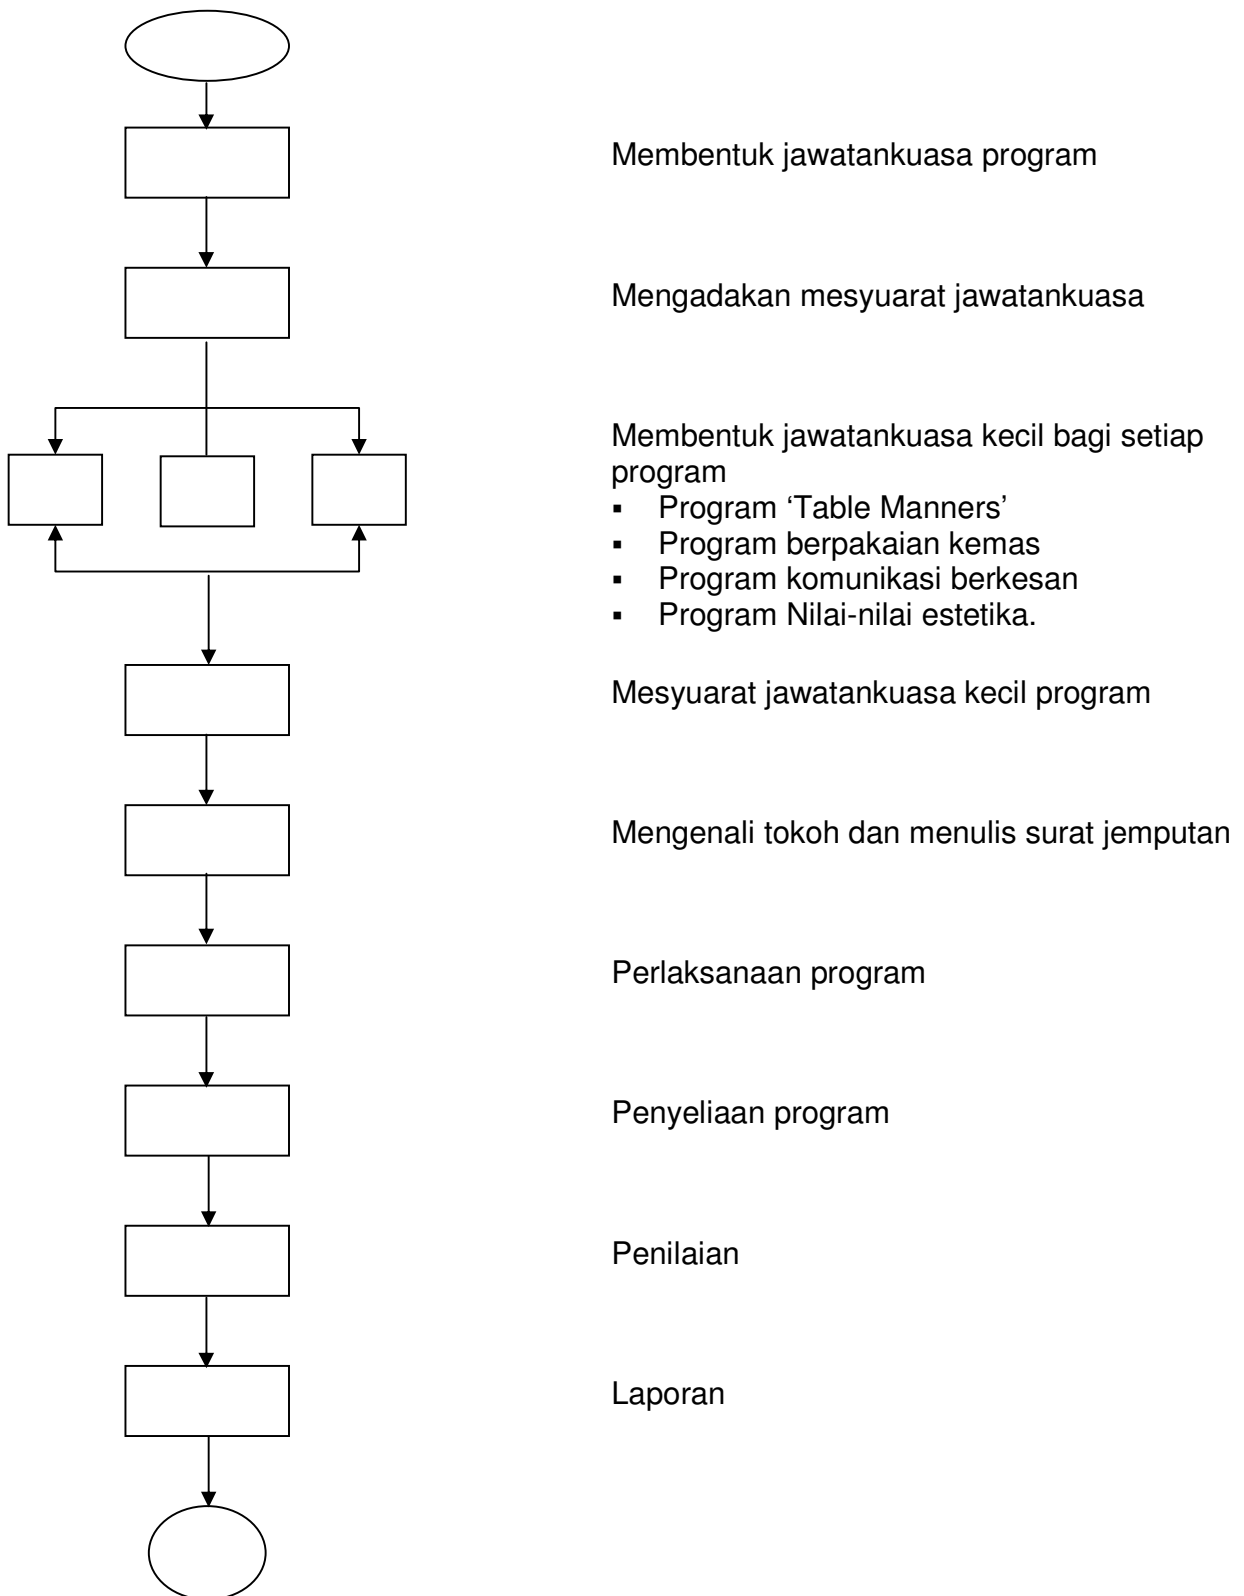 Membentuk jawatankuasa program
Mengadakan mesyuarat jawatankuasa
Membentuk jawatankuasa kecil bagi setiap
program
▪ Program ‘Table Manners’
▪ Program berpakaian kemas
▪ Program komunikasi berkesan
▪ Program Nilai-nilai estetika.
Mesyuarat jawatankuasa kecil program
Mengenali tokoh dan menulis surat jemputan
Perlaksanaan program
Penyeliaan program
Penilaian
Laporan